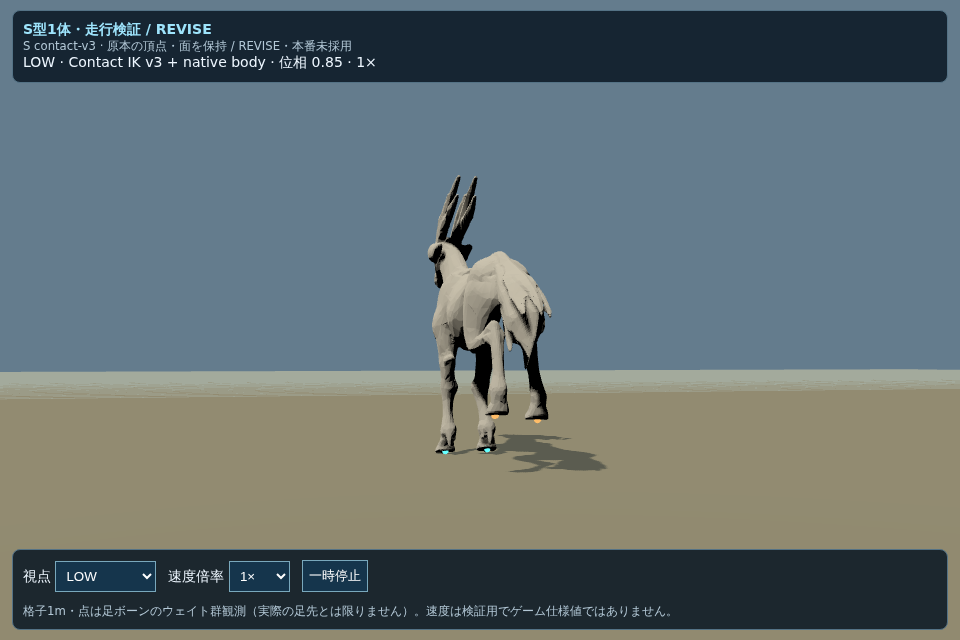 S型1体・走行検証 / REVISE
S contact-v3 · 原本の頂点・面を保持 / REVISE・本番未採用
LOW · Contact IK v3 + native body · 位相 0.85 · 1×
視点 LOW 速度倍率 1× 一時停止
格子1m・点は足ボーンのウェイト群観測（実際の足先とは限りません）。速度は検証用でゲーム仕様値ではありません。